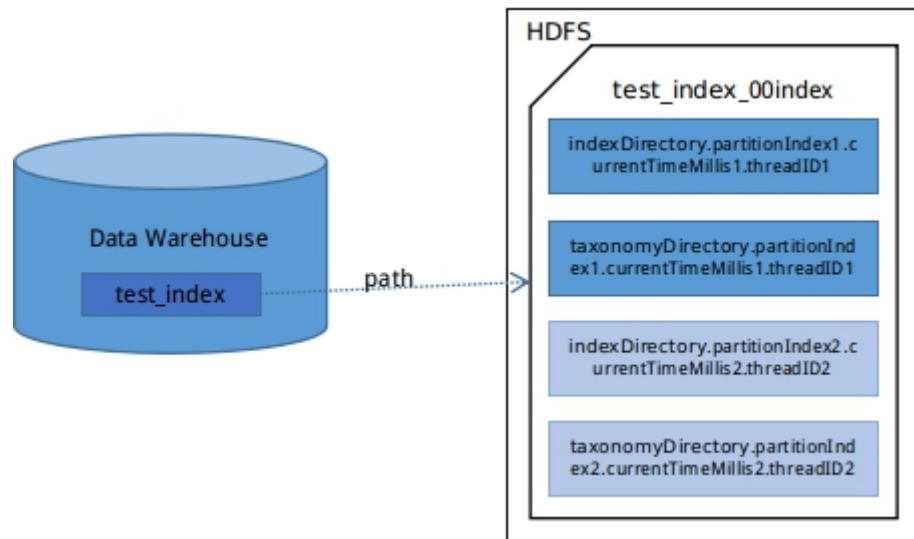 HDFS
test_index_00index
indexDirectory.partitionIndex1.c
urrentTimeMillis1.threadID1
taxonomyDirectory.partitionInd
ex1.currentTimeMillis1.threadID1
indexDirectory.partitionIndex2.c
urrentTimeMillis2.threadID2
taxonomyDirectory.partitionInd
ex2.currentTimeMillis2.threadID2
Data Warehouse
test_index
path